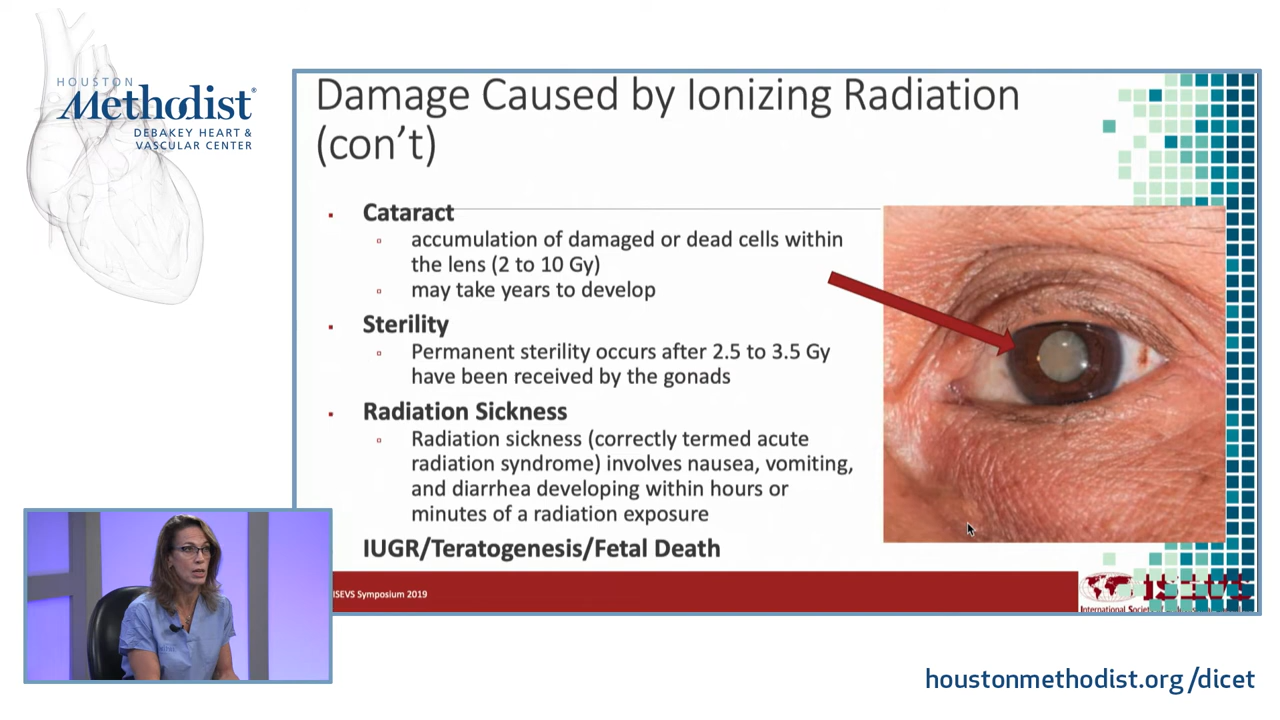 HOUSTON
Methodist®
DEBAKEY HEART &
VASCULAR CENTER
Damage Caused by Ionizing Radiation
(con’t)
▪ Cataract
▫ accumulation of damaged or dead cells within
the lens (2 to 10 Gy)
▫ may take years to develop
▪ Sterility
▫ Permanent sterility occurs after 2.5 to 3.5 Gy
have been received by the gonads
▪ Radiation Sickness
▫ Radiation sickness (correctly termed acute
radiation syndrome) involves nausea, vomiting,
and diarrhea developing within hours or
minutes of a radiation exposure
IUGR/Teratogenesis/Fetal Death
ISEVS Symposium 2019
ISEVS
International
houstonmethodist.org/dicet